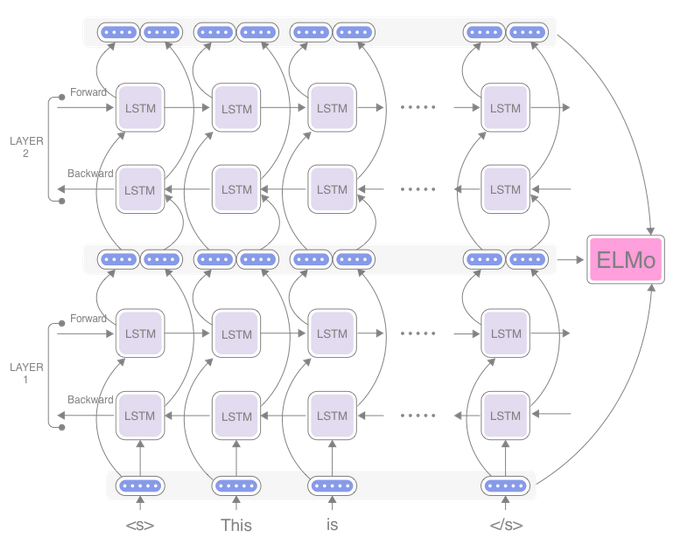 Forward
LSTM LSTM LSTM LSTM
LAYER
2
Backward
LSTM LSTM LSTM LSTM
ELMo
Forward
LSTM LSTM LSTM LSTM
LAYER
1
Backward
LSTM LSTM LSTM LSTM
<s> This is </s>